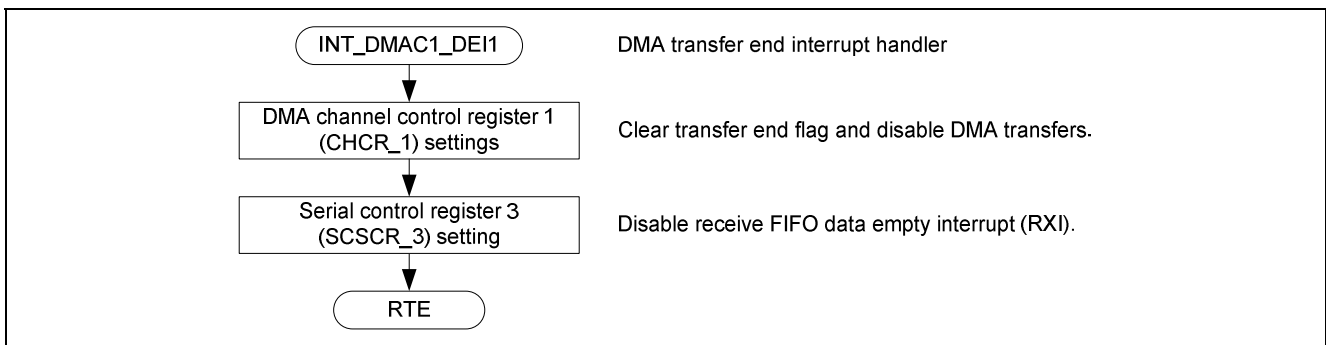 INT_DMAC1_DEI1
DMA transfer end interrupt handler
DMA channel control register 1
(CHCR_1) settings
Clear transfer end flag and disable DMA transfers.
Serial control register 3
(SCSCR_3) setting
Disable receive FIFO data empty interrupt (RXI).
RTE